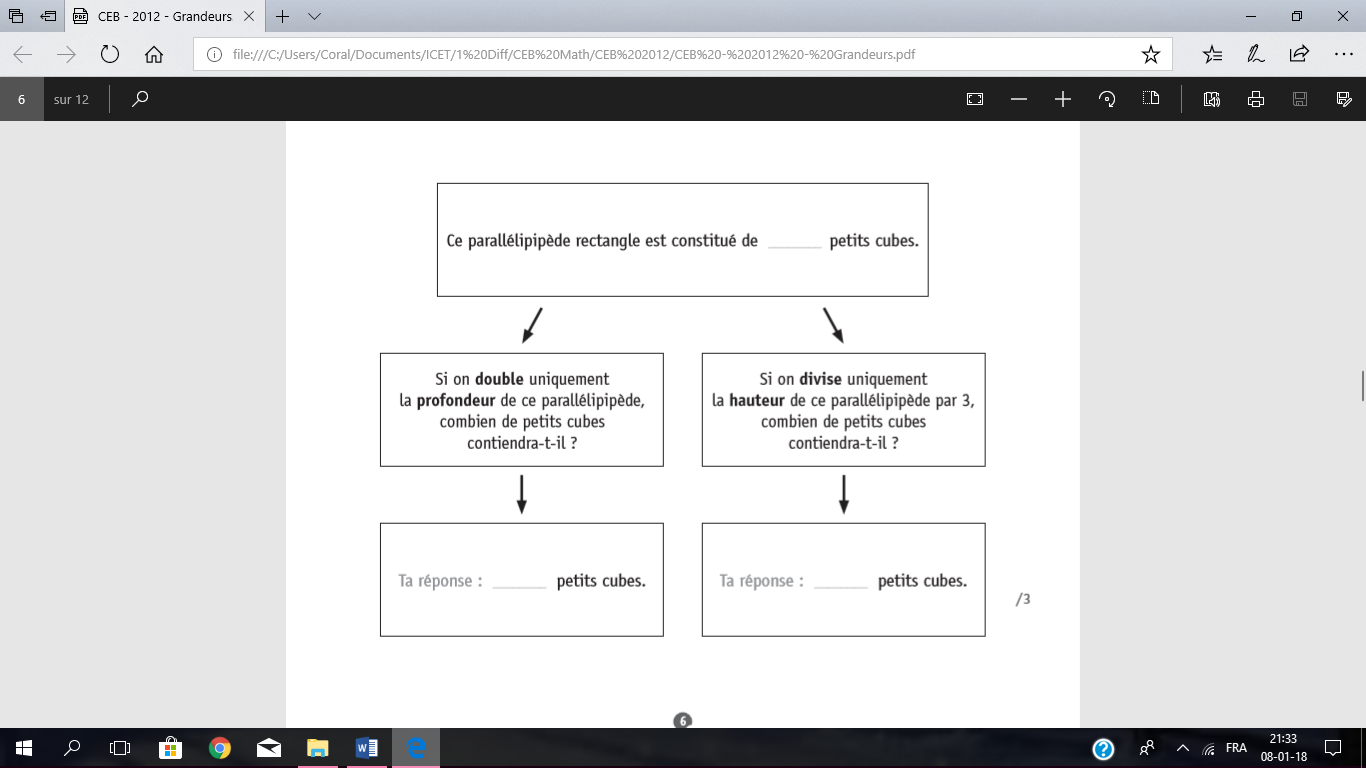 CEB - 2012 - Grandeurs
file:///C:/Users/Coral/Documents/ICET/1%20Diff/CEB%20Math/CEB%202012/CEB%20-%202012%20-%20Grandeurs.pdf
6 sur 12
Ce parallélipipède rectangle est constitué de ______ petits cubes.
Si on double uniquement
la profondeur de ce parallélipipède,
combien de petits cubes
contiendra-t-il ?
Si on divise uniquement
la hauteur de ce parallélipipède par 3,
combien de petits cubes
contiendra-t-il ?
Ta réponse : ______ petits cubes.
Ta réponse : ______ petits cubes.
/3
6
FRA
21:33
08-01-18